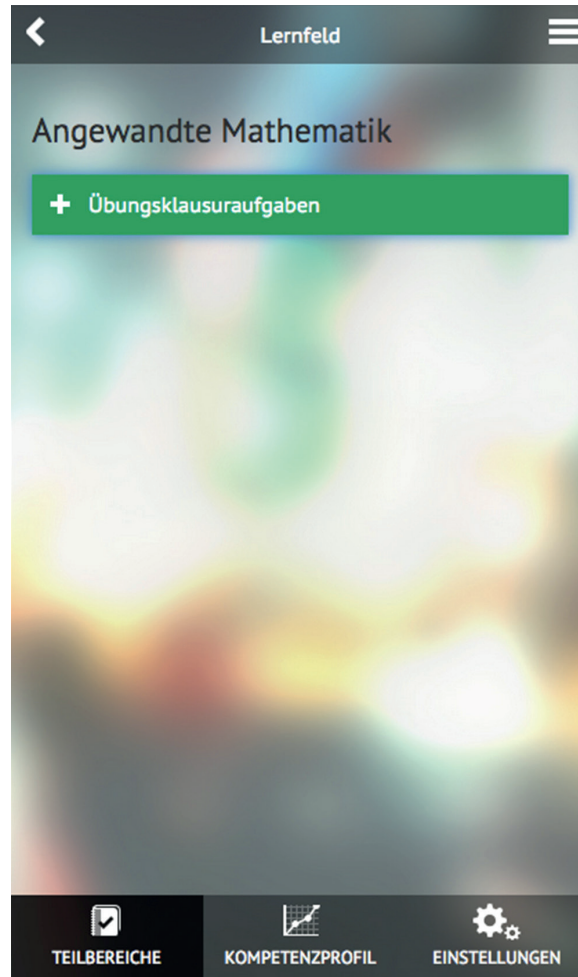 Lernfeld
Angewandte Mathematik
Übungsklausuraufgaben
TEILBEREICHE KOMPETENZPROFIL EINSTELLUNGEN